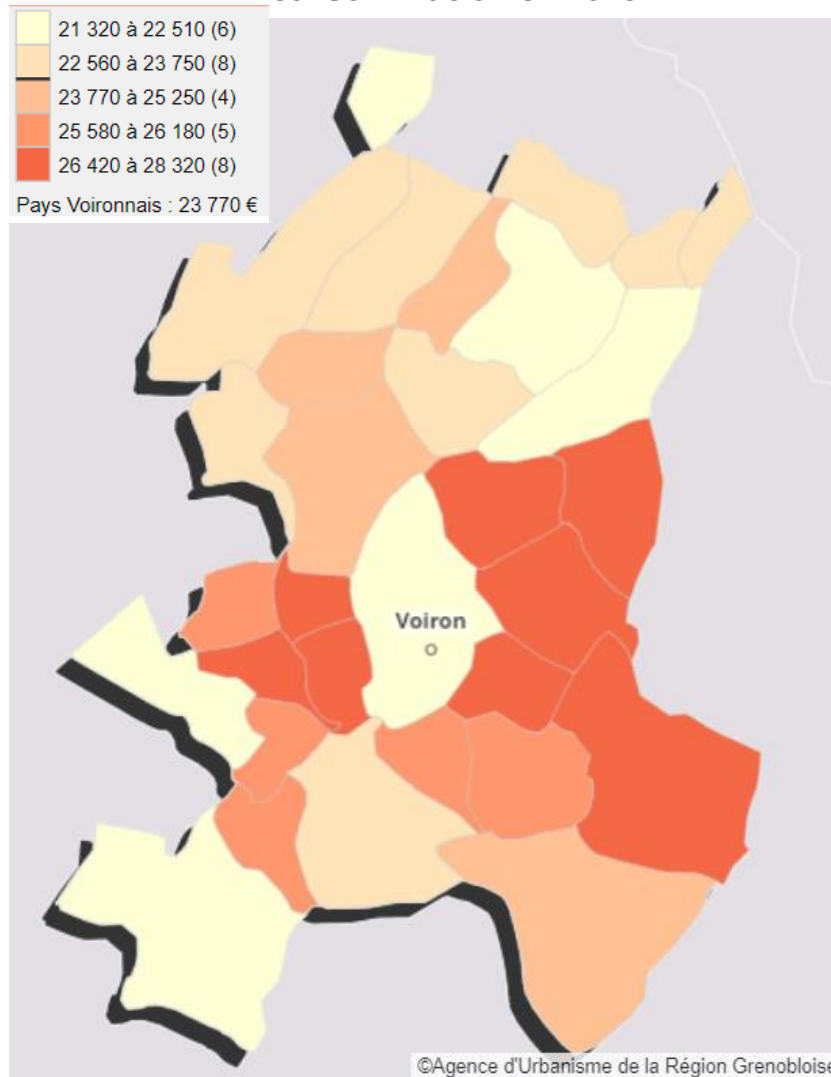 21 320 à 22 510 (6)
22 560 à 23 750 (8)
23 770 à 25 250 (4)
25 580 à 26 180 (5)
26 420 à 28 320 (8)
Pays Voironnais : 23 770 €
Voiron
©Agence d'Urbanisme de la Région Grenobloise